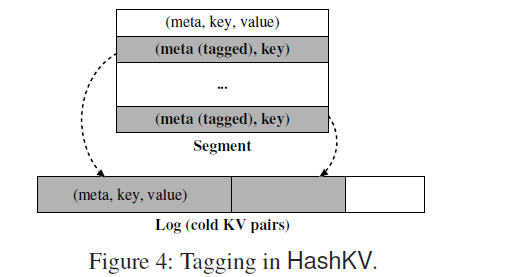 (meta, key, value)
(meta (tagged), key)
...
(meta (tagged), key)
Segment
(meta, key, value)
Log (cold KV pairs)
Figure 4: Tagging in HashKV.